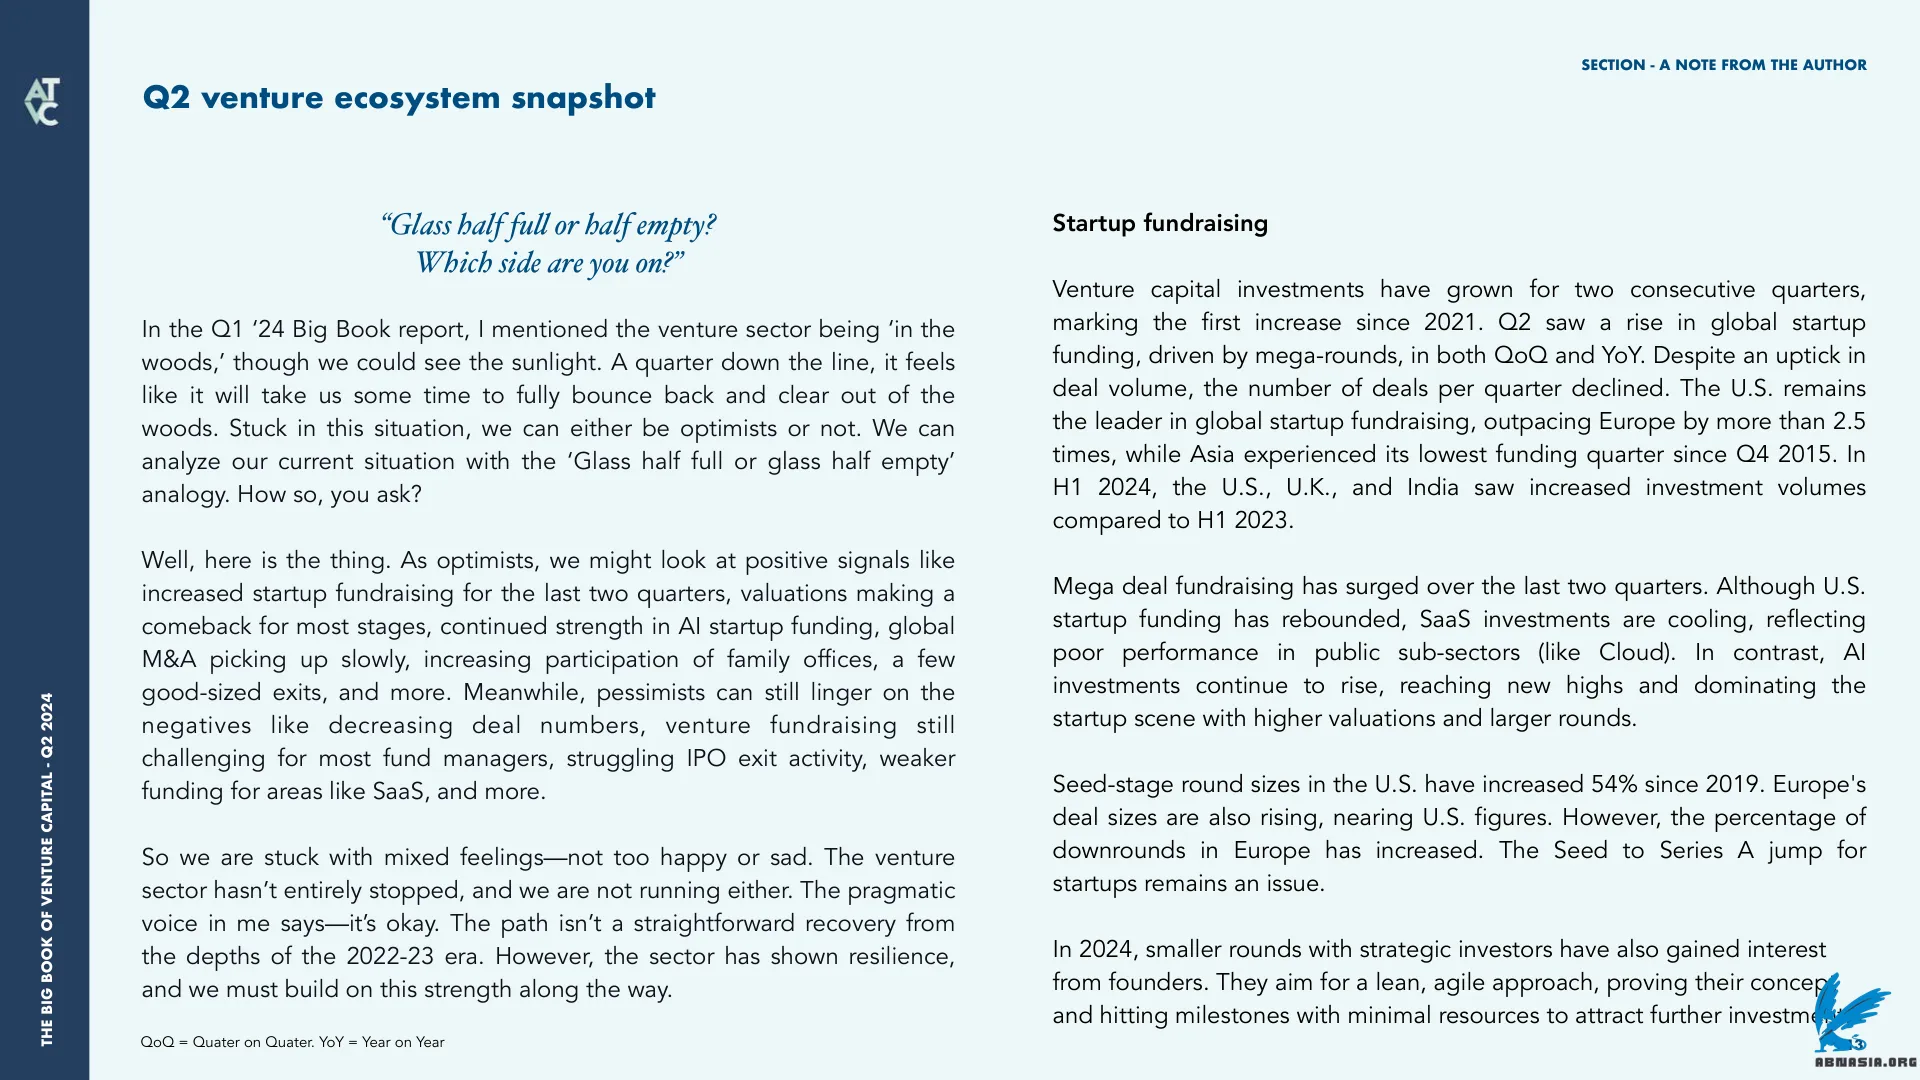 AT
VC
THE BIG BOOK OF VENTURE CAPITAL - Q2 2024
SECTION - A NOTE FROM THE AUTHOR
Q2 venture ecosystem snapshot
“Glass half full or half empty?
Which side are you on?”
In the Q1 ‘24 Big Book report, I mentioned the venture sector being ‘in the
woods,’ though we could see the sunlight. A quarter down the line, it feels
like it will take us some time to fully bounce back and clear out of the
woods. Stuck in this situation, we can either be optimists or not. We can
analyze our current situation with the ‘Glass half full or glass half empty’
analogy. How so, you ask?
Well, here is the thing. As optimists, we might look at positive signals like
increased startup fundraising for the last two quarters, valuations making a
comeback for most stages, continued strength in AI startup funding, global
M&A picking up slowly, increasing participation of family offices, a few
good-sized exits, and more. Meanwhile, pessimists can still linger on the
negatives like decreasing deal numbers, venture fundraising still
challenging for most fund managers, struggling IPO exit activity, weaker
funding for areas like SaaS, and more.
So we are stuck with mixed feelings—not too happy or sad. The venture
sector hasn’t entirely stopped, and we are not running either. The pragmatic
voice in me says—it’s okay. The path isn’t a straightforward recovery from
the depths of the 2022-23 era. However, the sector has shown resilience,
and we must build on this strength along the way.
QoQ = Quater on Quater. YoY = Year on Year
Startup fundraising
Venture capital investments have grown for two consecutive quarters,
marking the first increase since 2021. Q2 saw a rise in global startup
funding, driven by mega-rounds, in both QoQ and YoY. Despite an uptick in
deal volume, the number of deals per quarter declined. The U.S. remains
the leader in global startup fundraising, outpacing Europe by more than 2.5
times, while Asia experienced its lowest funding quarter since Q4 2015. In
H1 2024, the U.S., U.K., and India saw increased investment volumes
compared to H1 2023.
Mega deal fundraising has surged over the last two quarters. Although U.S.
startup funding has rebounded, SaaS investments are cooling, reflecting
poor performance in public sub-sectors (like Cloud). In contrast, AI
investments continue to rise, reaching new highs and dominating the
startup scene with higher valuations and larger rounds.
Seed-stage round sizes in the U.S. have increased 54% since 2019. Europe's
deal sizes are also rising, nearing U.S. figures. However, the percentage of
downrounds in Europe has increased. The Seed to Series A jump for
startups remains an issue.
In 2024, smaller rounds with strategic investors have also gained interest
from founders. They aim for a lean, agile approach, proving their concept
and hitting milestones with minimal resources to attract further
3
ABNASIA.ORG